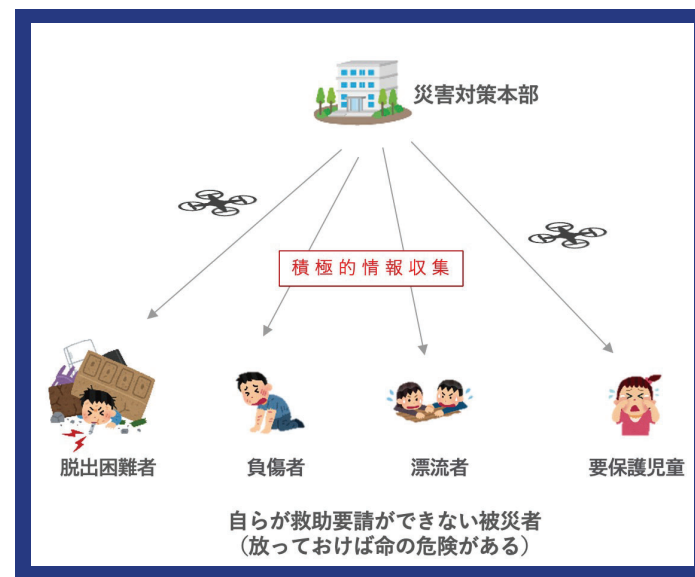 災害対策本部
積極的情報収集
脱出困難者
負傷者
漂流者
要保護児童
自らが救助要請ができない被災者
（放っておけば命の危険がある）